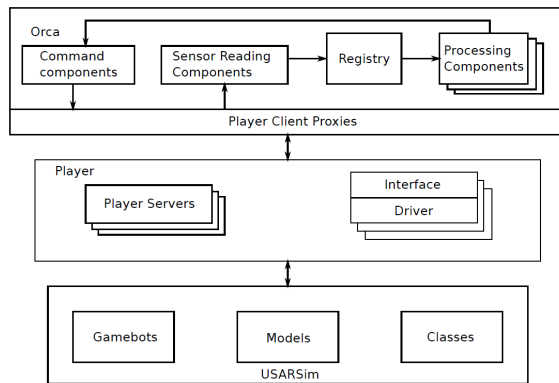 Orca
Command
components
Sensor Reading
Components
Registry
Processing
Components
Player Client Proxies
Player
Player Servers
Interface
Driver
Gamebots
Models
Classes
USARSim